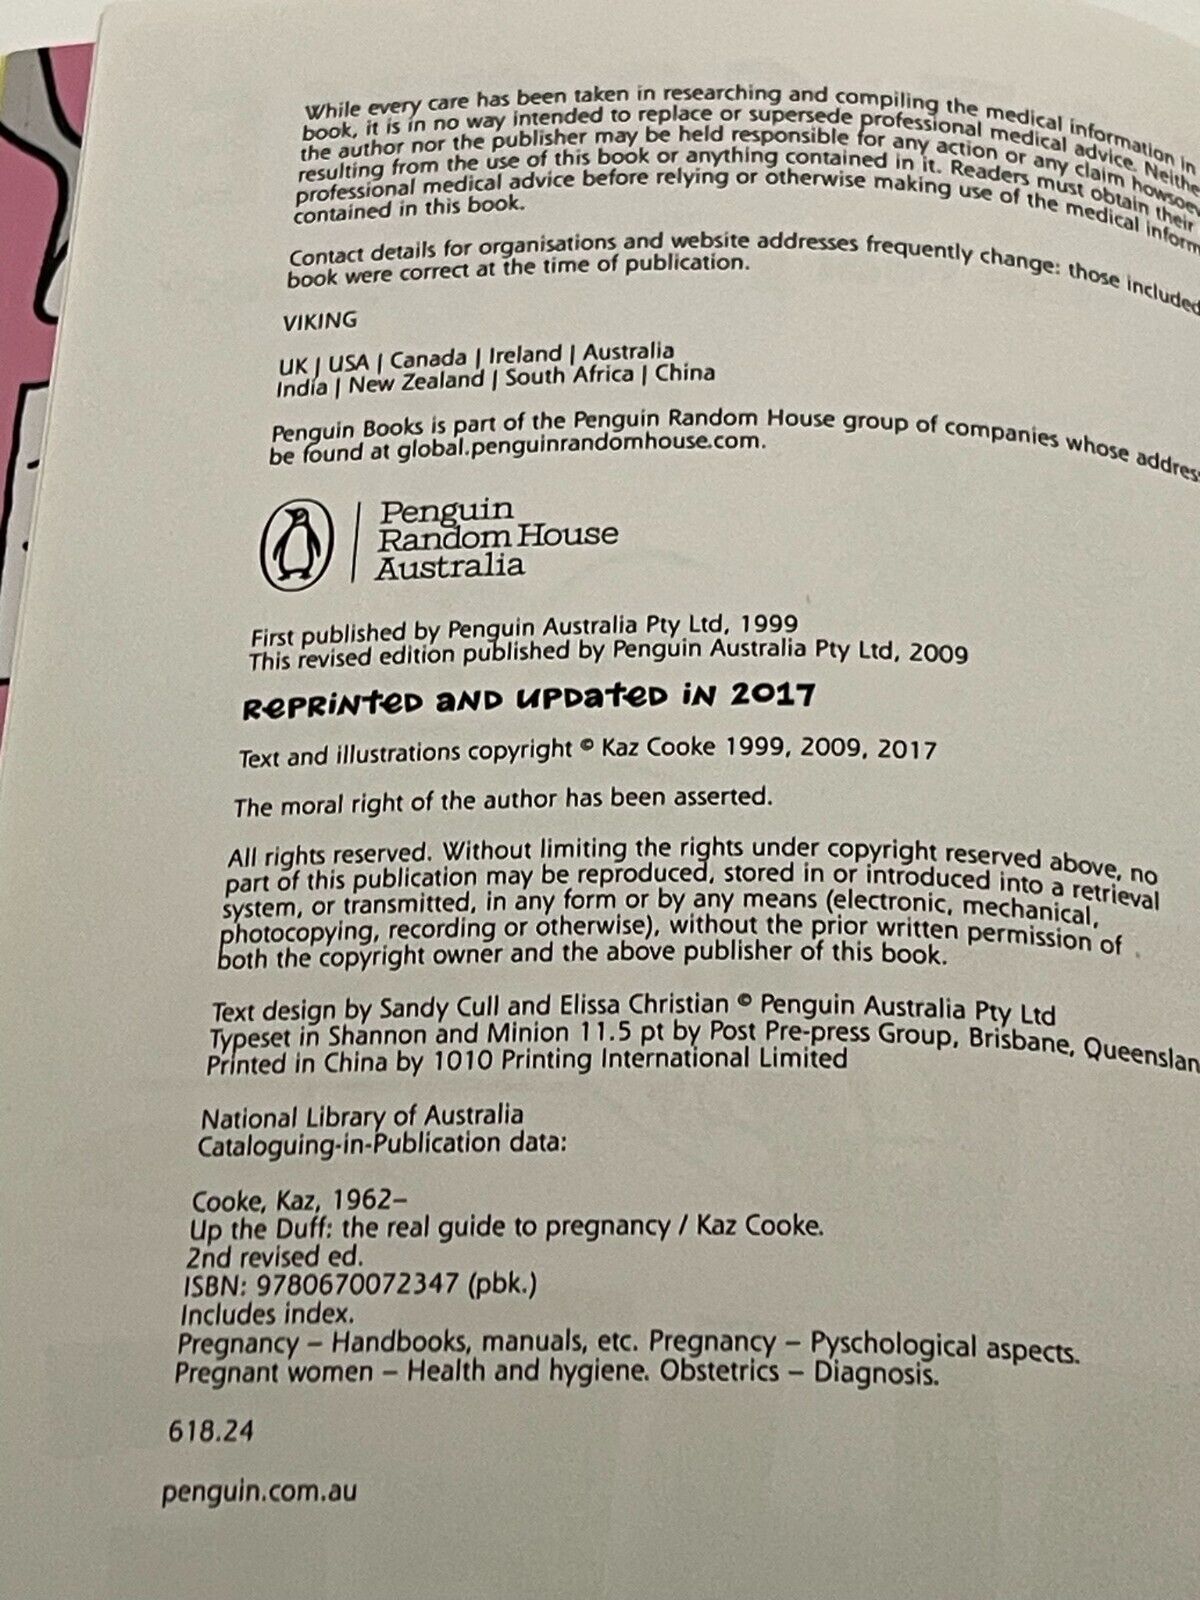 While every care has been taken in researching and compiling the medical information in
book, it is in no way intended to replace or supersede professional medical advice. Neithe
the author nor the publisher may be held responsible for any action or any claim howsoev
resulting from the use of this book or anything contained in it. Readers must obtain their
professional medical advice before relying or otherwise making use of the medical inform
contained in this book.
Contact details for organisations and website addresses frequently change: those included
book were correct at the time of publication.
VIKING
UK | USA | Canada | Ireland | Australia
India | New Zealand | South Africa | China
Penguin Books is part of the Penguin Random House group of companies whose addres
be found at global.penguinrandomhouse.com.
Penguin
Random House
Australia
First published by Penguin Australia Pty Ltd, 1999
This revised edition published by Penguin Australia Pty Ltd, 2009
RePRinteD aND UPDateD iN 2017
Text and illustrations copyright © Kaz Cooke 1999, 2009, 2017
The moral right of the author has been asserted.
All rights reserved. Without limiting the rights under copyright reserved above, no
part of this publication may be reproduced, stored in or introduced into a retrieval
system, or transmitted, in any form or by any means (electronic, mechanical,
photocopying, recording or otherwise), without the prior written permission of
both the copyright owner and the above publisher of this book.
Text design by Sandy Cull and Elissa Christian © Penguin Australia Pty Ltd
Typeset in Shannon and Minion 11.5 pt by Post Pre-press Group, Brisbane, Queenslan
Printed in China by 1010 Printing International Limited
National Library of Australia
Cataloguing-in-Publication data:
Cooke, Kaz, 1962–
Up the Duff: the real guide to pregnancy / Kaz Cooke.
2nd revised ed.
ISBN: 9780670072347 (pbk.)
Includes index.
Pregnancy – Handbooks, manuals, etc. Pregnancy – Pyschological aspects.
Pregnant women – Health and hygiene. Obstetrics – Diagnosis.
618.24
penguin.com.au